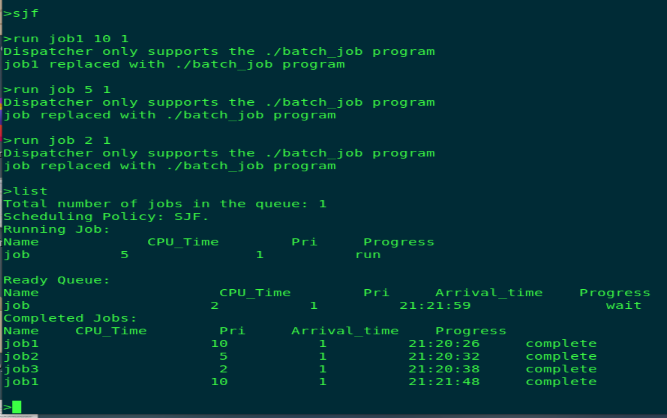 >sjf
>run job1 10 1
Dispatcher only supports the ./batch_job program
job1 replaced with ./batch_job program
>run job 5 1
Dispatcher only supports the ./batch_job program
job replaced with ./batch_job program
>run job 2 1
Dispatcher only supports the ./batch_job program
job replaced with ./batch_job program
>list
Total number of jobs in the queue: 1
Scheduling Policy: SJF.
Running Job:
Name CPU_Time Pri Progress
job 5 1 run
Ready Queue:
Name CPU_Time Pri Arrival_time Progress
job 2 1 21:21:59 wait
Completed Jobs:
Name CPU_Time Pri Arrival_time Progress
job1 10 1 21:20:26 complete
job2 5 1 21:20:32 complete
job3 2 1 21:20:38 complete
job1 10 1 21:21:48 complete
>